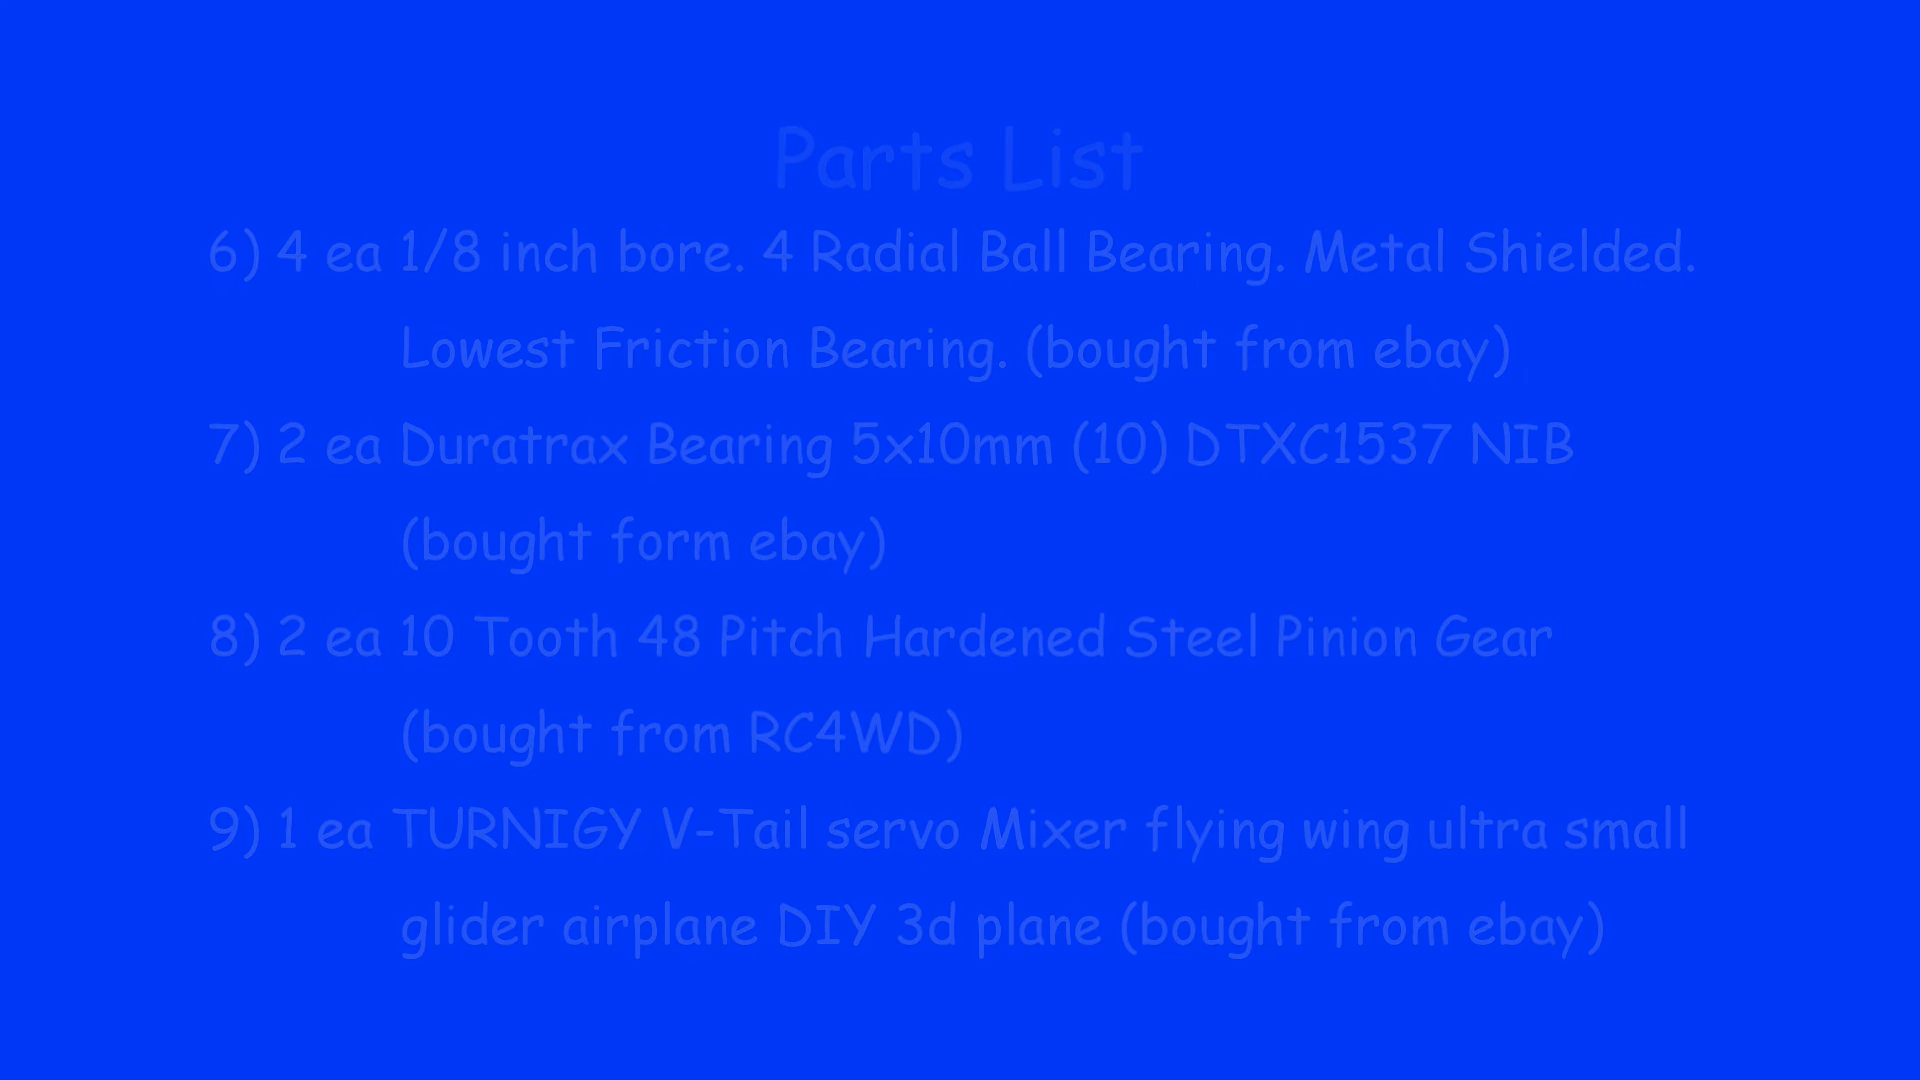 Parts List
6) 4 ea 1/8 inch bore. 4 Radial Ball Bearing. Metal Shielded.
Lowest Friction Bearing. (bought from ebay)
7) 2 ea Duratrax Bearing 5x10mm (10) DTXC1537 NIB
(bought form ebay)
8) 2 ea 10 Tooth 48 Pitch Hardened Steel Pinion Gear
(bought from RC4WD)
9) 1 ea TURNIGY V-Tail servo Mixer flying wing ultra small
glider airplane DIY 3d plane (bought from ebay)